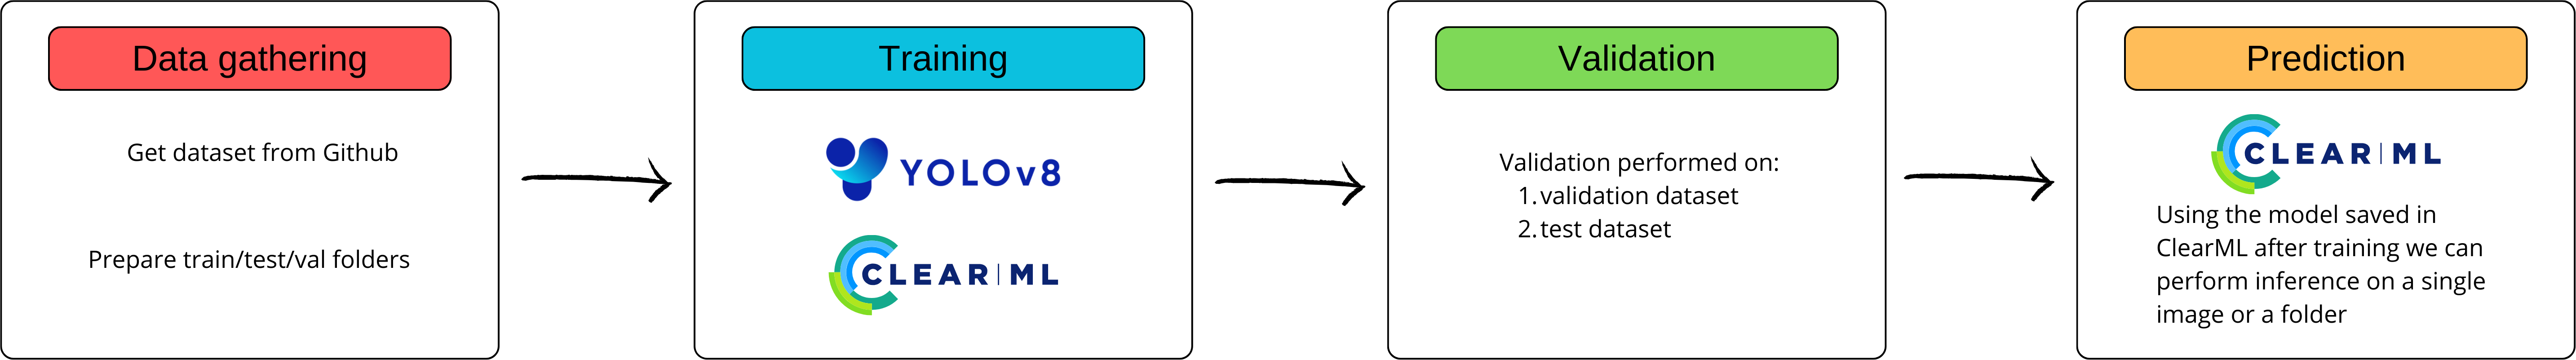 Data gathering
Get dataset from Github
Prepare train/test/val folders
Training
YOLOv8
CLEAR|ML
Validation
Validation performed on:
1. validation dataset
2. test dataset
Prediction
CLEAR|ML
Using the model saved in
ClearML after training we can
perform inference on a single
image or a folder